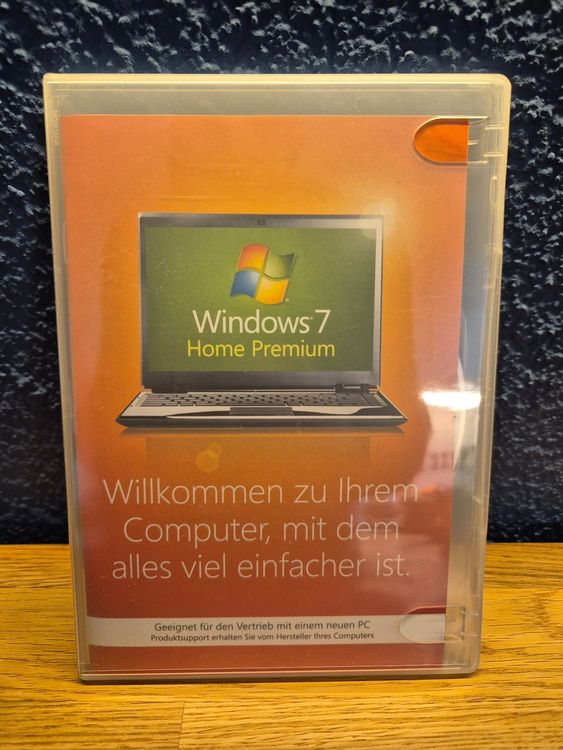 Windows® 7
Home Premium
Willkommen zu Ihrem
Computer, mit dem
alles viel einfacher ist.
Geeignet für den Vertrieb mit einem neuen PC
Produktsupport erhalten Sie vom Hersteller Ihres Computers